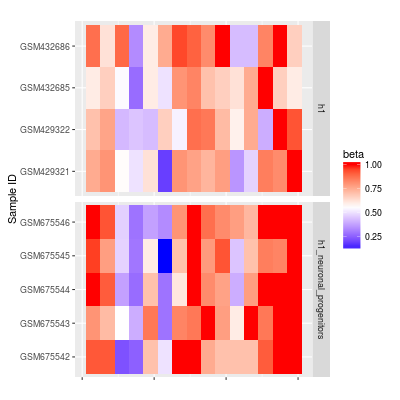 GSM432686
GSM432685
GSM429322
GSM429321
h1
GSM675546
GSM675545
GSM675544
GSM675543
GSM675542
h1_neuronal_progenitors
Sample ID
beta
1.00
0.75
0.50
0.25